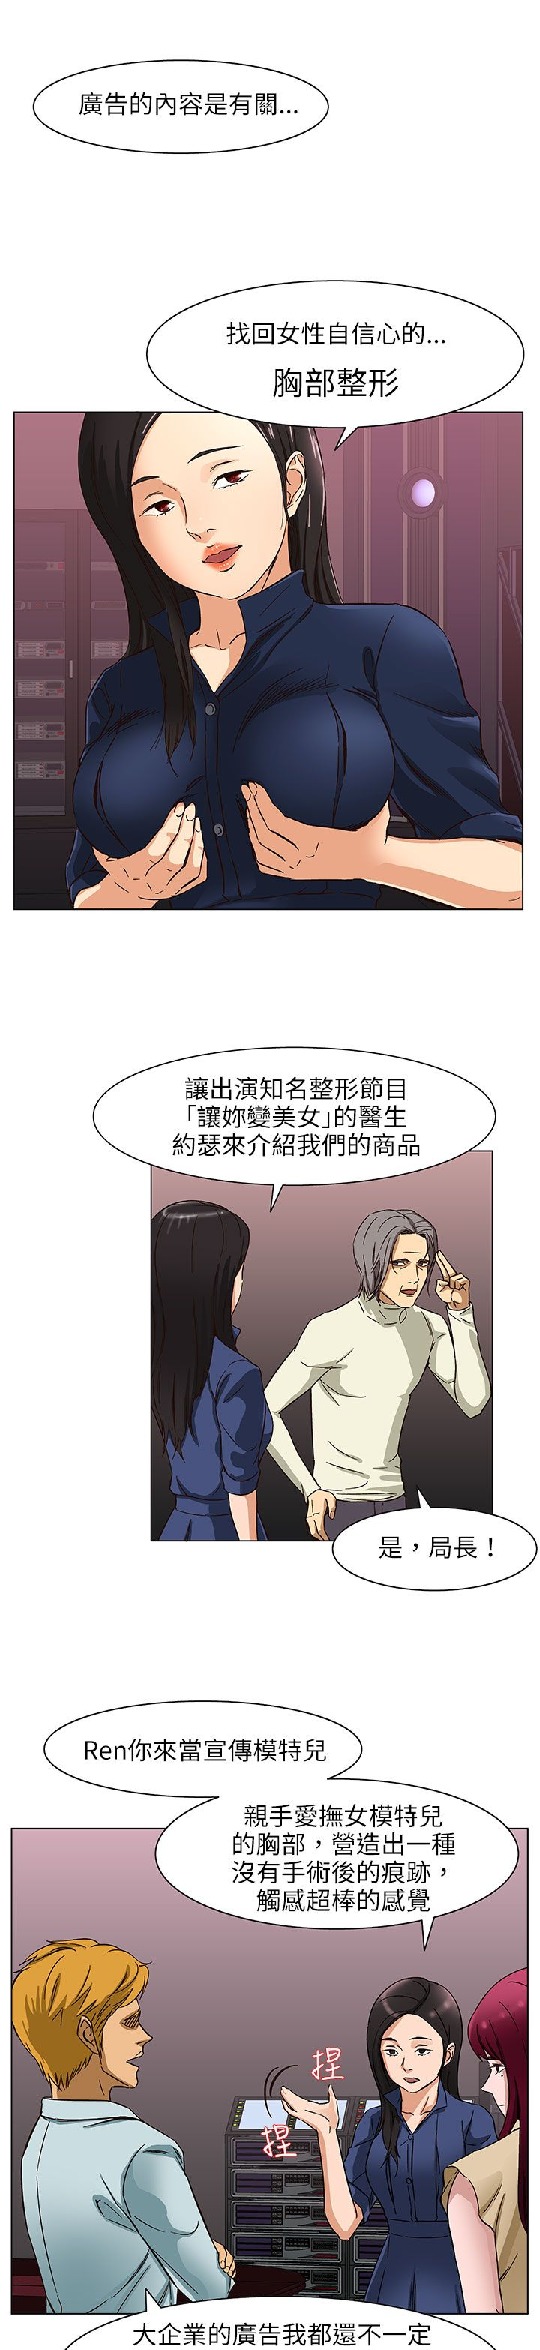 廣告的內容是有關...
找回女性自信心的...
胸部整形
讓出演知名整形節目
「讓妳變美女」的醫生
約瑟來介紹我們的商品
是，局長！
Ren你來當宣傳模特兒
親手愛撫女模特兒
的胸部，營造出一種
沒有手術後的痕跡，
觸感超棒的感覺
捏
捏
大企業的廣告我都還不一定